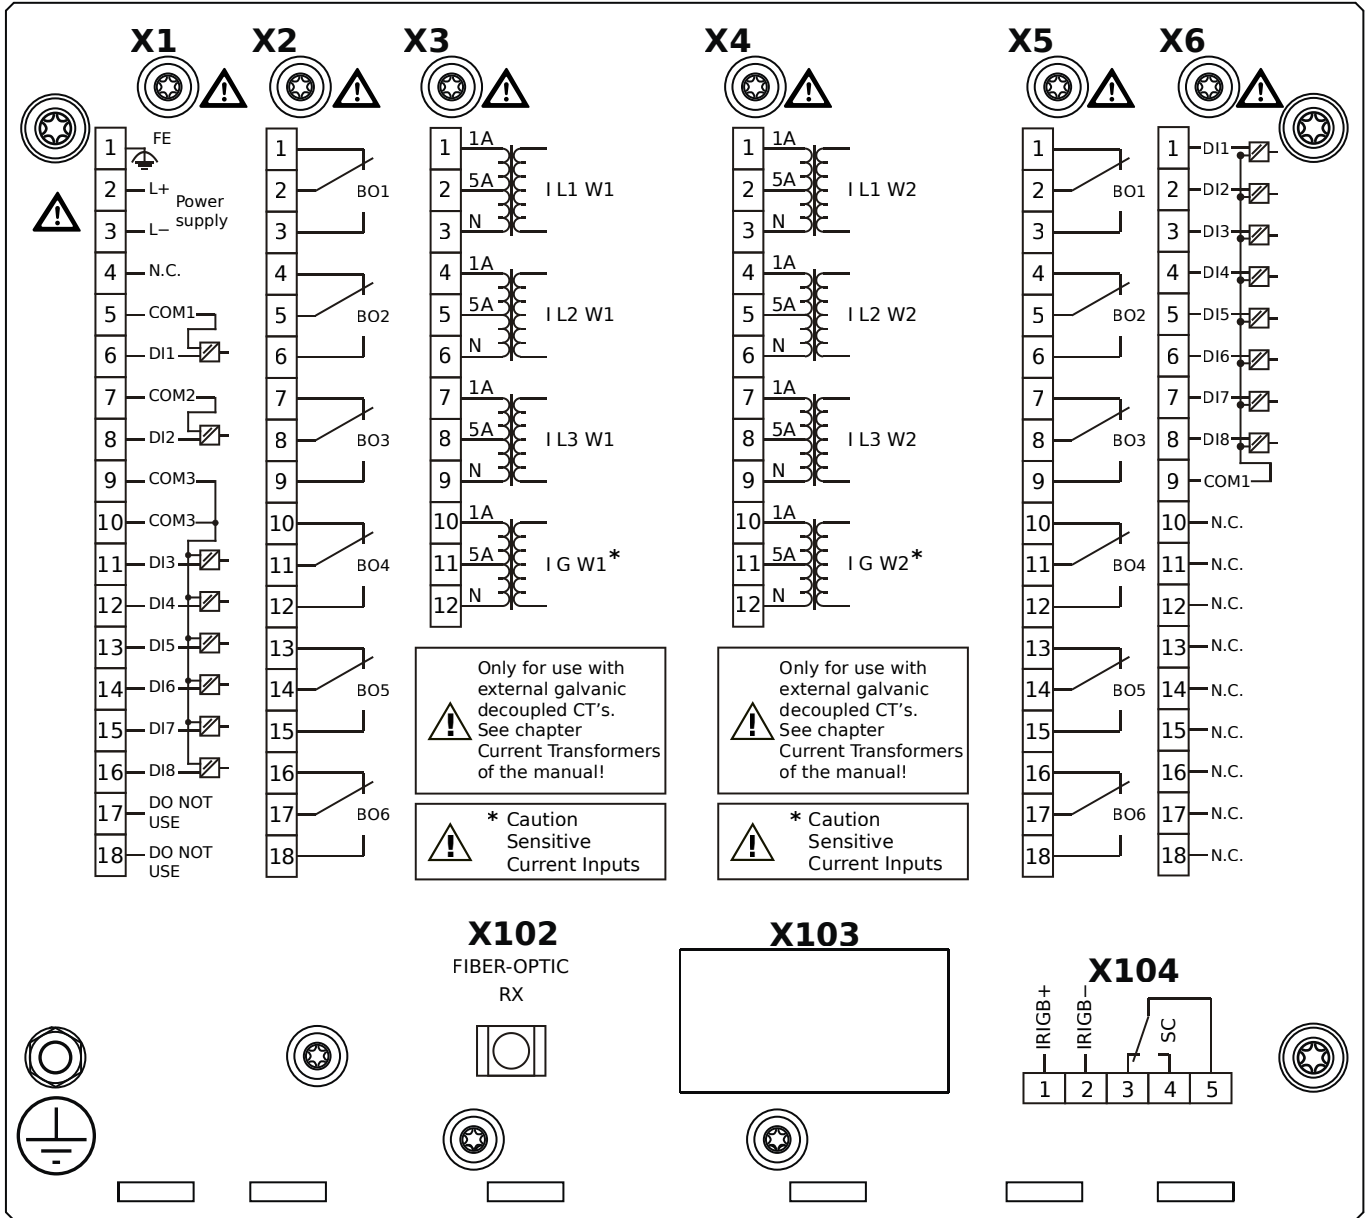 X1
X2
X3
X4
X5
X6
1
FE
2
L+
Power
supply
3
L−
4
N.C.
5
COM1
6
DI1
7
COM2
8
DI2
9
COM3
10
COM3
11
DI3
12
DI4
13
DI5
14
DI6
15
DI7
16
DI8
17
DO NOT
USE
18
DO NOT
USE
1
2
BO1
3
4
5
BO2
6
7
8
BO3
9
10
11
BO4
12
13
14
BO5
15
16
17
BO6
18
1
1A
2
5A
I L1 W1
3
N
4
1A
5
5A
I L2 W1
6
N
7
1A
8
5A
I L3 W1
9
N
10
1A
11
5A
I G W1*
12
N
Only for use with
external galvanic
decoupled CT's.
See chapter
Current Transformers
of the manual!
* Caution
Sensitive
Current Inputs
1
1A
2
5A
I L1 W2
3
N
4
1A
5
5A
I L2 W2
6
N
7
1A
8
5A
I L3 W2
9
N
10
1A
11
5A
I G W2*
12
N
Only for use with
external galvanic
decoupled CT's.
See chapter
Current Transformers
of the manual!
* Caution
Sensitive
Current Inputs
1
2
BO1
3
4
5
BO2
6
7
8
BO3
9
10
11
BO4
12
13
14
BO5
15
16
17
BO6
18
1
DI1
2
DI2
3
DI3
4
DI4
5
DI5
6
DI6
7
DI7
8
DI8
9
COM1
10
N.C.
11
N.C.
12
N.C.
13
N.C.
14
N.C.
15
N.C.
16
N.C.
17
N.C.
18
N.C.
X102
FIBER-OPTIC
RX
X103
X104
IRIGB+
IRIGB−
SC
1
2
3
4
5